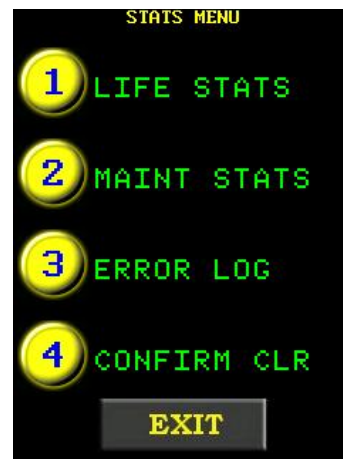 STATS MENU
1 LIFE STATS
2 MAINT STATS
3 ERROR LOG
4 CONFIRM CLR
EXIT